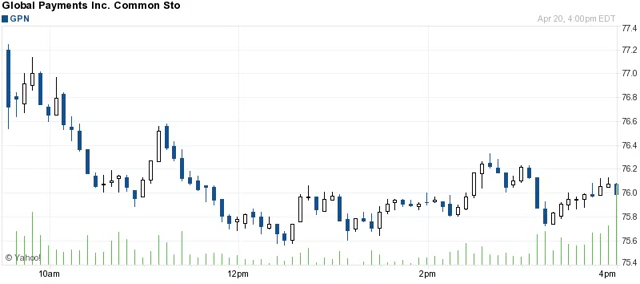 Global Payments Inc. Common Sto
GPN
Apr 20, 4:00pm EDT
77.4
77.2
77.0
76.8
76.6
76.4
76.2
76.0
75.8
75.6
75.4
© Yahoo!
10am
12pm
2pm
4pm